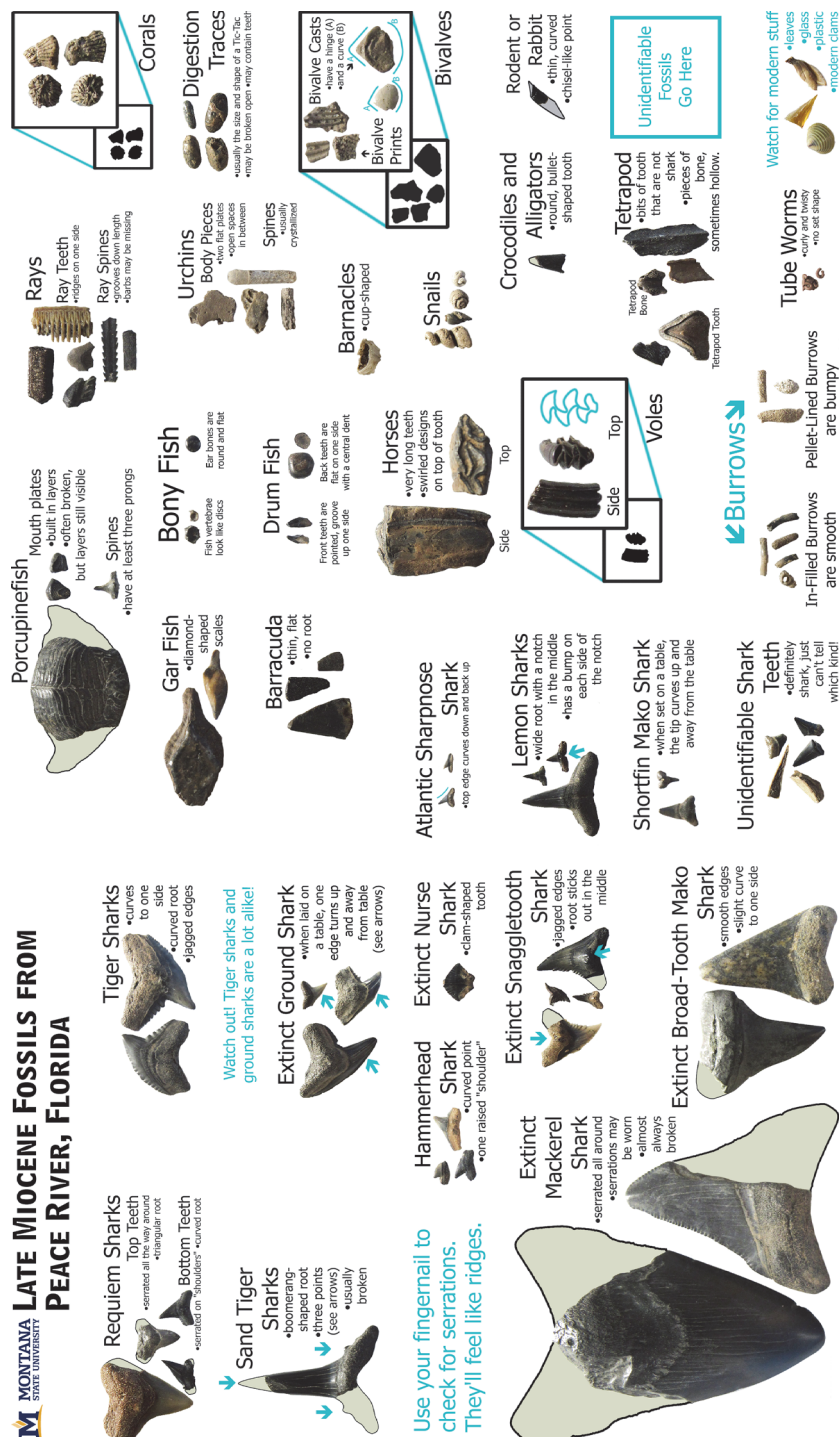 MONTANA
STATE UNIVERSITY
LATE MIOCENE FOSSILS FROM
PEACE RIVER, FLORIDA
Requiem Sharks
Top Teeth
•serrated all the way around
•triangular root
Bottom Teeth
•serrated on "shoulders" •curved root
Sand Tiger
Sharks
•boomerang-
shaped root
•three points
(see arrows)
•usually
broken
Use your fingernail to
check for serrations.
They'll feel like ridges.
Tiger Sharks
•curves
to one
side
•curved root
•jagged edges
Watch out! Tiger sharks and
ground sharks are a lot alike!
Extinct Ground Shark
•when laid on
a table, one
edge turns up
and away
from table
(see arrows)
Hammerhead
Shark
•curved point
•one raised "shoulder"
Extinct Nurse
Shark
•clam-shaped
tooth
Extinct Snaggletooth
Shark
•jagged edges
•root sticks
out in the
middle
Extinct
Mackerel
Shark
•serrated all around
•serrations may
be worn
•almost
always
broken
Extinct Broad-Tooth Mako
Shark
•smooth edges
•slight curve
to one side
Porcupinefish
Mouth plates
•built in layers
•often broken,
but layers still visible
Spines
•have at least three prongs
Gar Fish
•diamond-
shaped
scales
Bony Fish
Fish vertebrae
look like discs
Ear bones are
round and flat
Barracuda
•thin, flat
•no root
Drum Fish
Front teeth are
pointed, groove
up one side
Back teeth are
flat on one side
with a central dent
Atlantic Sharpnose
Shark
•top edge curves down and back up
Horses
•very long teeth
•swirled designs
on top of tooth
Side
Top
Lemon Sharks
•wide root with a notch
in the middle
•has a bump on
each side of
the notch
Side
Top
Voles
Shortfin Mako Shark
•when set on a table,
the tip curves up and
away from the table
Unidentifiable Shark
Teeth
•definitely
shark, just
can't tell
which kind!
Burrows
In-Filled Burrows
are smooth
Pellet-Lined Burrows
are bumpy
Rays
Ray Teeth
•ridges on one side
Ray Spines
•grooves down length
•barbs may be missing
Corals
Urchins
Body Pieces
•two flat plates
•open spaces
in between
Spines
•usually
crystallized
Digestion
Traces
•usually the size and shape of a Tic-Tac
•may be broken open •may contain teeth
Barnacles
•cup-shaped
Snails
Bivalve Casts
•have a hinge (A)
•and a curve (B)
A
B
A
B
Bivalve
Prints
Bivalves
Crocodiles and
Alligators
•round, bullet-
shaped tooth
Rodent or
Rabbit
•thin, curved
•chisel-like point
Tetrapod
•bits of tooth
that are not
shark
•pieces of
bone,
sometimes hollow.
Tetrapod
Bone
Tetrapod Tooth
Unidentifiable
Fossils
Go Here
Tube Worms
•curly and twisty
•no set shape
Watch for modern stuff
•leaves
•glass
•plastic
•modern clams